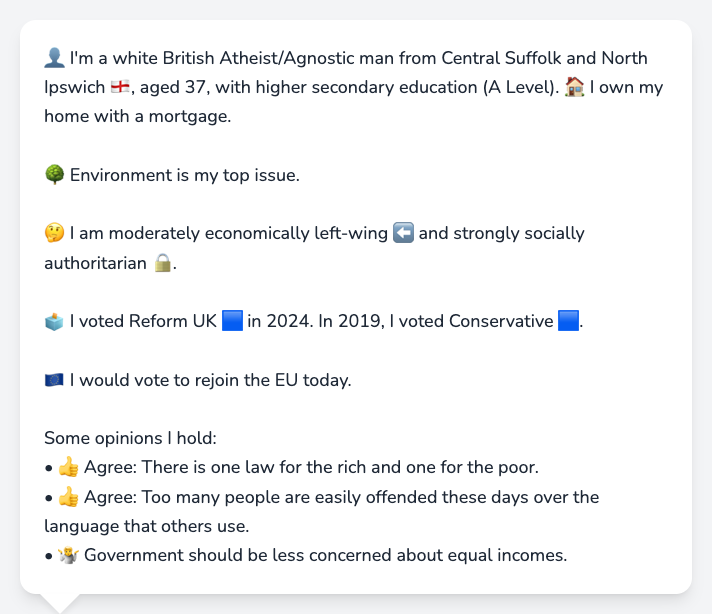 👤 I'm a white British Atheist/Agnostic man from Central Suffolk and North
Ipswich 🏴󠁧󠁢󠁥󠁮󠁧󠁿, aged 37, with higher secondary education (A Level). 🏠 I own my
home with a mortgage.
🌳 Environment is my top issue.
🤔 I am moderately economically left-wing ⬅️ and strongly socially
authoritarian 🔒.
🗳️ I voted Reform UK 🟦 in 2024. In 2019, I voted Conservative 🟦.
🇪🇺 I would vote to rejoin the EU today.
Some opinions I hold:
• 👍 Agree: There is one law for the rich and one for the poor.
• 👍 Agree: Too many people are easily offended these days over the
language that others use.
• 🤷 Government should be less concerned about equal incomes.